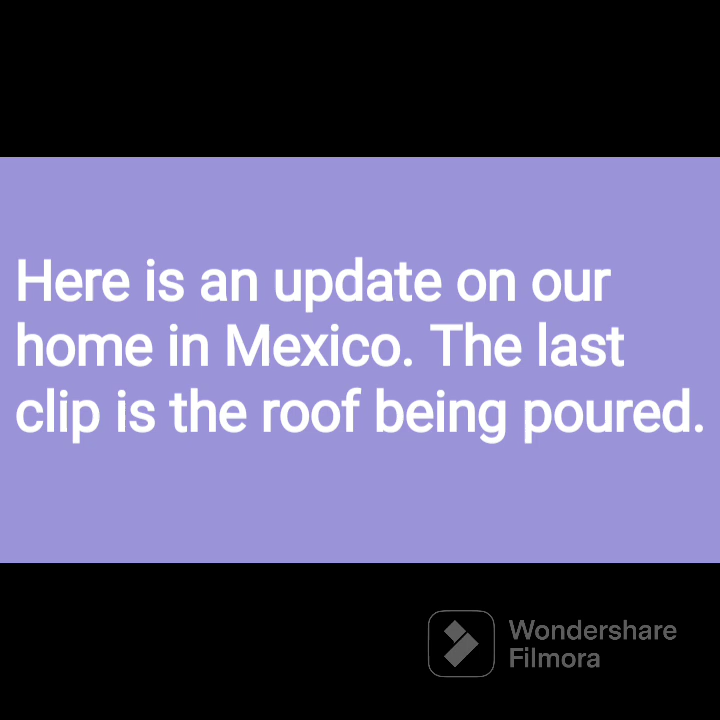 Here is an update on our
home in Mexico. The last
clip is the roof being poured.
Wondershare
Filmora